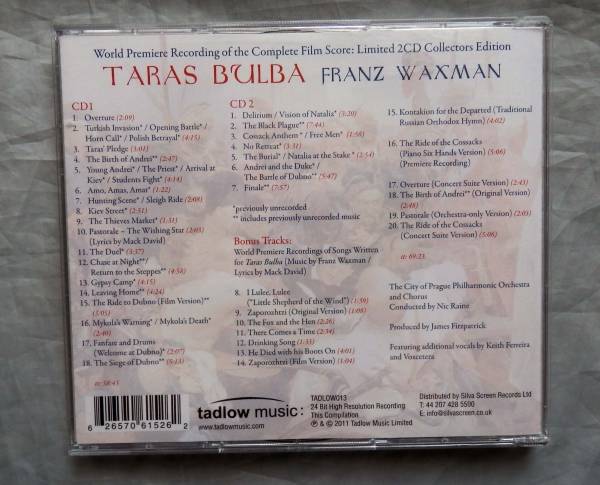 World Premiere Recording of the Complete Film Score: Limited 2CD Collectors Edition
TARAS BULBA FRANZ WAXMAN
CD1
1. Overture (2:09)
2. Turkish Invasion* / Opening Battle* /
Horn Call* / Polish Betrayal* (4:15)
3. Taras' Pledge (3:01)
4. The Birth of Andrei** (2:47)
5. Young Andrei* / The Priest* / Arrival at
Kiev* / Students Fight* (4:14)
6. Amo, Amas, Amat* (1:22)
7. Hunting Scene* / Sleigh Ride (2:08)
8. Kiev Street* (2:51)
9. The Thieves Market* (1:31)
10. Pastorale – The Wishing Star (2:03)
(Lyrics by Mack David)
11. The Duel* (3:37)
12. Chase at Night**/
Return to the Steppes** (4:58)
13. Gypsy Camp* (4:15)
14. Leaving Home** (2:24)
15. The Ride to Dubno (Film Version)**
(5:05)
16. Mykola's Warning* / Mykola's Death*
(2:40)
17. Fanfare and Drums
(Welcome at Dubno)* (2:07)
18. The Siege of Dubno** (5:13)
tt: 58:43
CD 2
1. Delirium / Vision of Natalia* (3:20)
2. The Black Plague** (7:44)
3. Cossack Anthem* / Free Men* (1:58)
4. No Retreat* (1:31)
5. The Burial* / Natalia at the Stake* (2:54)
6. Andrei and the Duke* /
The Battle of Dubno** (5:47)
7. Finale** (7:57)
*previously unrecorded
** includes previously unrecorded music
Bonus Tracks:
World Premiere Recordings of Songs Written
for Taras Bulba (Music by Franz Waxman /
Lyrics by Mack David)
8. I Lulee, Lulee
("Little Shepherd of the Wind") (1:59)
9. Zaporozhtzi (Original Version) (1:08)
10. The Fox and the Hen (2:26)
11. There Comes a Time (2:34)
12. Drinking Song (1:33)
13. He Died with his Boots On (4:01)
14. Zaporozhtzi (Film Version) (1:04)
15. Kontakion for the Departed (Traditional
Russian Orthodox Hymn) (4:02)
16. The Ride of the Cossacks
(Piano Six Hands Version) (5:06)
(Premiere Recording)
17. Overture (Concert Suite Version) (2:43)
18. The Birth of Andrei** (Original Version)
(2:48)
19. Pastorale (Orchestra-only Version) (2:03)
20. The Ride of the Cossacks
(Concert Suite Version) (5:06)
tt: 69:23
The City of Prague Philharmonic Orchestra
and Chorus
Conducted by Nic Raine
Produced by James Fitzpatrick
Featuring additional vocals by Keith Ferreira
and Voscetera
6 26570 61526 2
tadlow music:
www.tadlowmusic.com
TADLOW013
24 Bit High Resolution Recording
This Compilation
℗ & © 2011 Tadlow Music Limited
Distributed by Silva Screen Records Ltd
T: 44 207 428 5590
E: info@silvascreen.co.uk